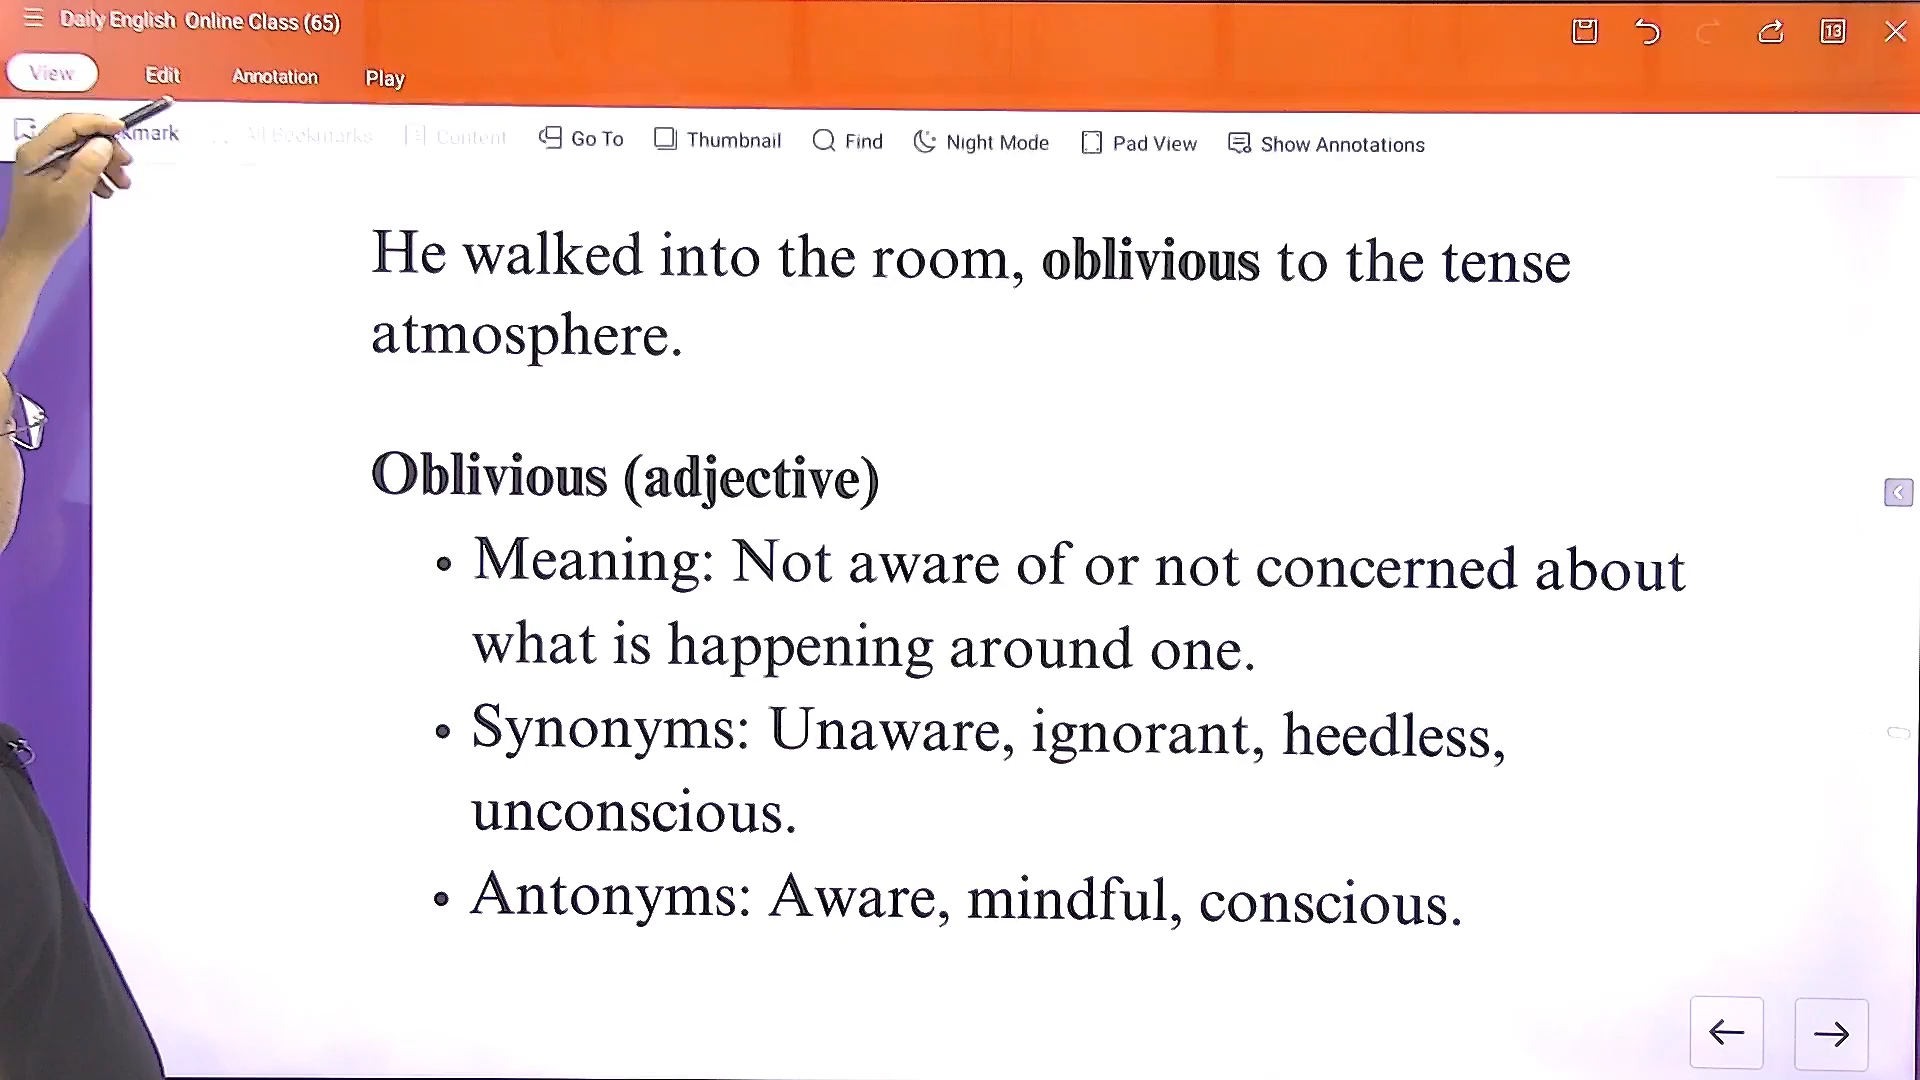 Daily English Online Class (65)
13
View Edit Annotation Play
All Bookmarks Content Go To Thumbnail Find Night Mode Pad View Show Annotations
He walked into the room, oblivious to the tense
atmosphere.
Oblivious (adjective)
• Meaning: Not aware of or not concerned about
what is happening around one.
• Synonyms: Unaware, ignorant, heedless,
unconscious.
• Antonyms: Aware, mindful, conscious.